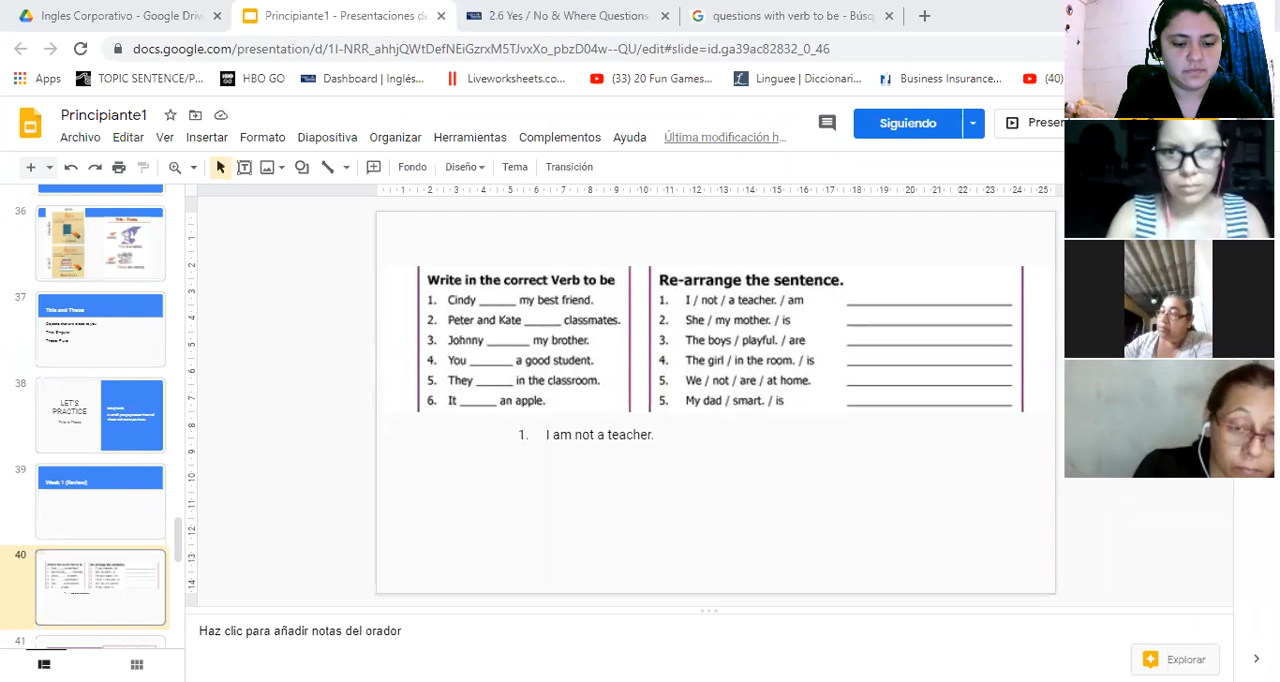 Ingles Corporativo - Google Driv
Principiante1 - Presentaciones de
2.6 Yes / No & Where Questions
questions with verb to be - Búsq
docs.google.com/presentation/d/1I-NRR_ahhjQWtDefNEiGzrxM5TJvxXo_pbzD04w--QU/edit#slide=id.ga39ac82832_0_46
Apps
TOPIC SENTENCE/P...
HBO GO
Dashboard | Inglés...
Liveworksheets.co...
(33) 20 Fun Games...
Linguee | Diccionari...
Business Insurance...
(40)
Principiante1
Archivo Editar Ver Insertar Formato Diapositiva Organizar Herramientas Complementos Ayuda Última modificación h...
Siguiendo
Presen
Fondo Diseño Tema Transición
36
37
This and These
38
LET'S
PRACTICE
39
Week 1 (Review)
40
41
Write in the correct Verb to be
1. Cindy ______ my best friend.
2. Peter and Kate ______ classmates.
3. Johnny _______ my brother.
4. You _______ a good student.
5. They ______ in the classroom.
6. It ______ an apple.
Re-arrange the sentence.
1. I / not / a teacher. / am
2. She / my mother. / is
3. The boys / playful. / are
4. The girl / in the room. / is
5. We / not / are / at home.
5. My dad / smart. / is
1. I am not a teacher.
Haz clic para añadir notas del orador
Explorar